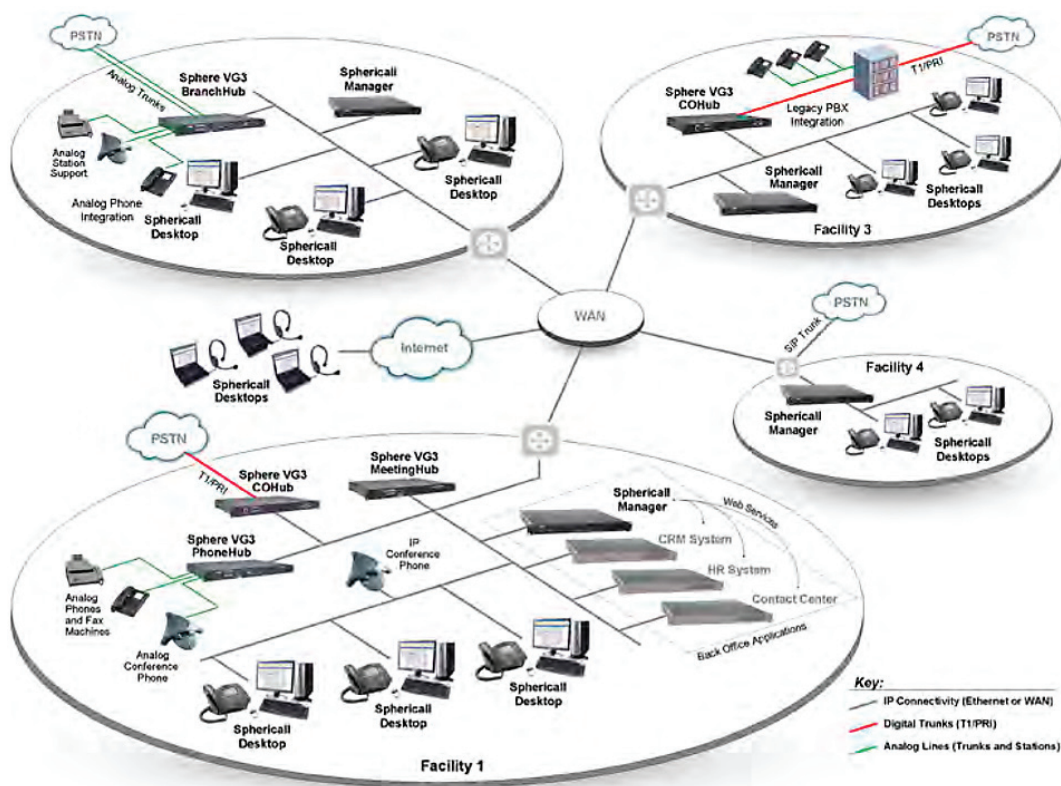 PSTN
Analog Trunks
Sphere VG3
BranchHub
Sphericall
Manager
Analog
Station
Support
Analog Phone
Integration
Sphericall
Desktop
Sphericall
Desktop
Sphericall
Desktop
PSTN
T1/PRI
Sphere VG3
COHub
Legacy PBX
Integration
Sphericall
Manager
Sphericall
Desktops
Facility 3
WAN
Internet
Sphericall
Desktops
PSTN
SIP Trunk
Facility 4
Sphericall
Manager
Sphericall
Desktops
PSTN
T1/PRI
Sphere VG3
COHub
Sphere VG3
MeetingHub
Sphere VG3
PhoneHub
Analog
Phones
and Fax
Machines
Analog
Conference
Phone
IP
Conference
Phone
Sphericall
Manager
Web Services
CRM System
HR System
Contact Center
Back Office Applications
Sphericall
Desktop
Sphericall
Desktop
Sphericall
Desktop
Facility 1
Key:
IP Connectivity (Ethernet or WAN)
Digital Trunks (T1/PRI)
Analog Lines (Trunks and Stations)